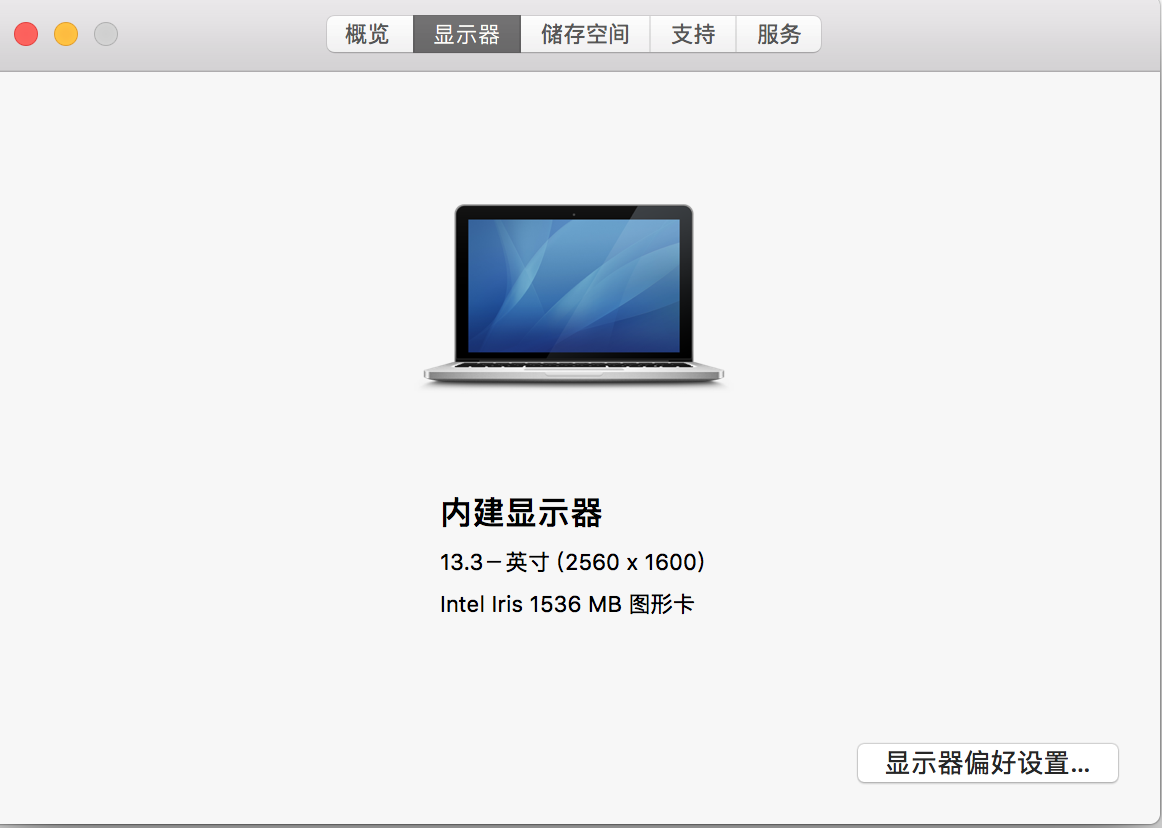 概览 显示器 储存空间 支持 服务
内建显示器
13.3－英寸 (2560 x 1600)
Intel Iris 1536 MB 图形卡
显示器偏好设置...